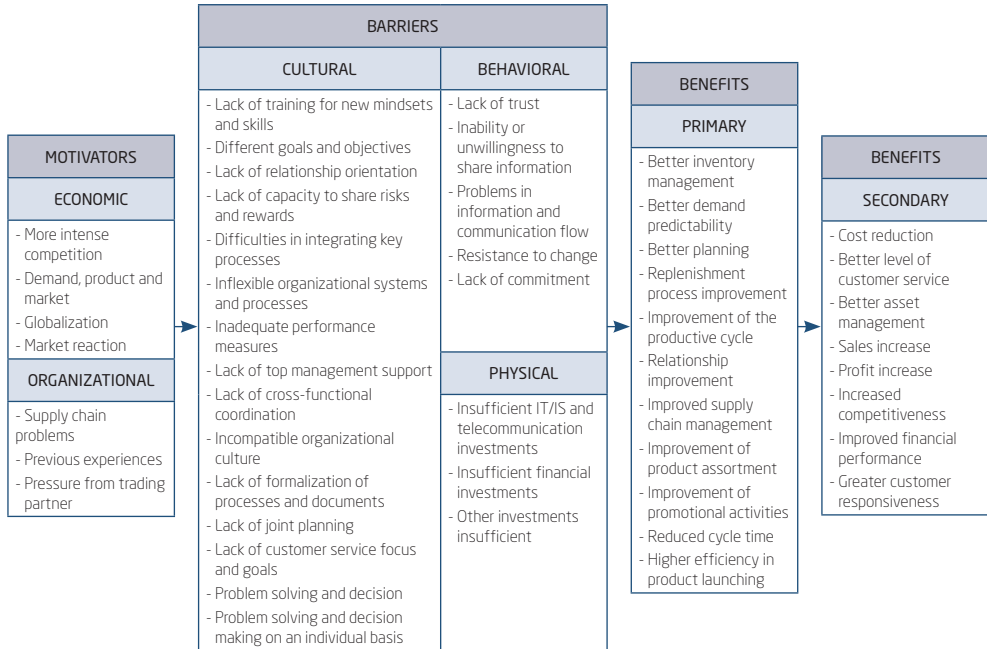 MOTIVATORS
ECONOMIC
- More intense
competition
- Demand, product and
market
- Globalization
- Market reaction
ORGANIZATIONAL
- Supply chain
problems
- Previous experiences
- Pressure from trading
partner
BARRIERS
CULTURAL
- Lack of training for new mindsets
and skills
- Different goals and objectives
- Lack of relationship orientation
- Lack of capacity to share risks
and rewards
- Difficulties in integrating key
processes
- Inflexible organizational systems
and processes
- Inadequate performance
measures
- Lack of top management support
- Lack of cross-functional
coordination
- Incompatible organizational
culture
- Lack of formalization of
processes and documents
- Lack of joint planning
- Lack of customer service focus
and goals
- Problem solving and decision
- Problem solving and decision
making on an individual basis
BEHAVIORAL
- Lack of trust
- Inability or
unwillingness to
share information
- Problems in
information and
communication flow
- Resistance to change
- Lack of commitment
PHYSICAL
- Insufficient IT/IS and
telecommunication
investments
- Insufficient financial
investments
- Other investments
insufficient
BENEFITS
PRIMARY
- Better inventory
management
- Better demand
predictability
- Better planning
- Replenishment
process improvement
- Improvement of the
productive cycle
- Relationship
improvement
- Improved supply
chain management
- Improvement of
product assortment
- Improvement of
promotional activities
- Reduced cycle time
- Higher efficiency in
product launching
BENEFITS
SECONDARY
- Cost reduction
- Better level of
customer service
- Better asset
management
- Sales increase
- Profit increase
- Increased
competitiveness
- Improved financial
performance
- Greater customer
responsiveness